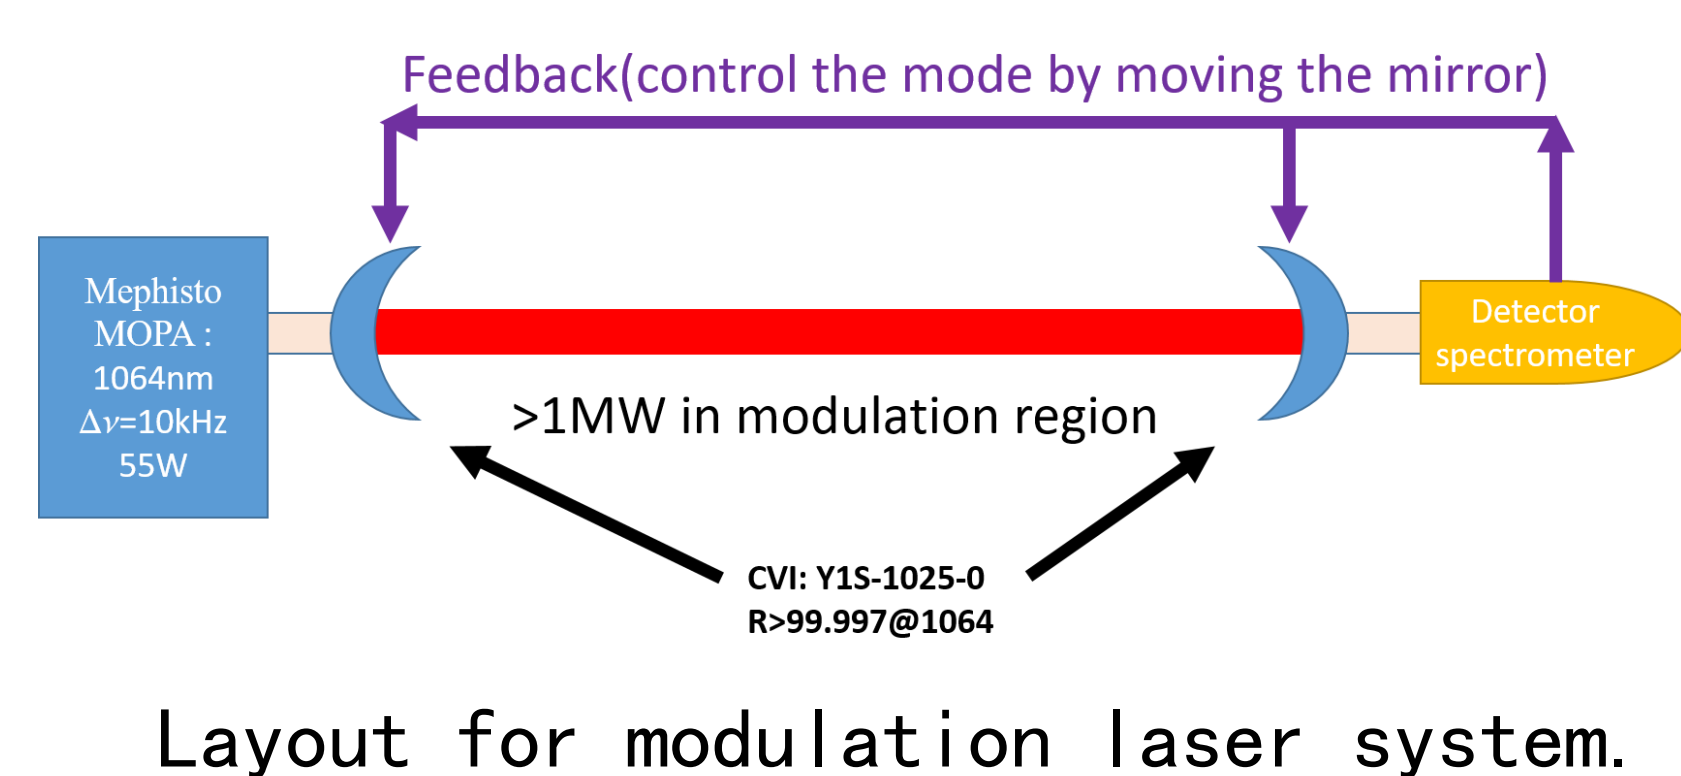 Feedback(control the mode by moving the mirror)
Mephisto
MOPA :
1064nm
Δν=10kHz
55W
Detector
spectrometer
>1MW in modulation region
CVI: Y1S-1025-0
R>99.997@1064
Layout for modulation laser system.